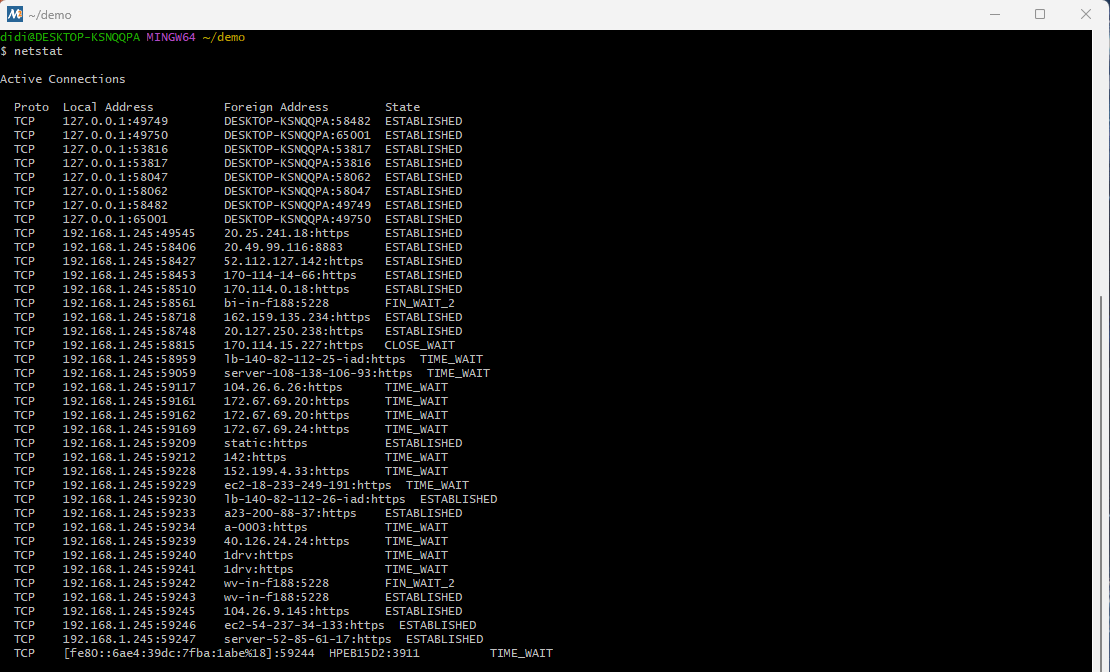 ~/demo
didi@DESKTOP-KSNQQPA MINGW64 ~/demo
$ netstat
Active Connections
Proto  Local Address          Foreign Address        State
TCP    127.0.0.1:49749        DESKTOP-KSNQQPA:58482  ESTABLISHED
TCP    127.0.0.1:49750        DESKTOP-KSNQQPA:65001  ESTABLISHED
TCP    127.0.0.1:53816        DESKTOP-KSNQQPA:53817  ESTABLISHED
TCP    127.0.0.1:53817        DESKTOP-KSNQQPA:53816  ESTABLISHED
TCP    127.0.0.1:58047        DESKTOP-KSNQQPA:58062  ESTABLISHED
TCP    127.0.0.1:58062        DESKTOP-KSNQQPA:58047  ESTABLISHED
TCP    127.0.0.1:58482        DESKTOP-KSNQQPA:49749  ESTABLISHED
TCP    127.0.0.1:65001        DESKTOP-KSNQQPA:49750  ESTABLISHED
TCP    192.168.1.245:49545    20.25.241.18:https     ESTABLISHED
TCP    192.168.1.245:58406    20.49.99.116:8883      ESTABLISHED
TCP    192.168.1.245:58427    52.112.127.142:https   ESTABLISHED
TCP    192.168.1.245:58453    170-114-14-66:https    ESTABLISHED
TCP    192.168.1.245:58510    170.114.0.18:https     ESTABLISHED
TCP    192.168.1.245:58561    bi-in-f188:5228        FIN_WAIT_2
TCP    192.168.1.245:58718    162.159.135.234:https  ESTABLISHED
TCP    192.168.1.245:58748    20.127.250.238:https   ESTABLISHED
TCP    192.168.1.245:58815    170.114.15.227:https   CLOSE_WAIT
TCP    192.168.1.245:58959    lb-140-82-112-25-iad:https  TIME_WAIT
TCP    192.168.1.245:59059    server-108-138-106-93:https  TIME_WAIT
TCP    192.168.1.245:59117    104.26.6.26:https      TIME_WAIT
TCP    192.168.1.245:59161    172.67.69.20:https     TIME_WAIT
TCP    192.168.1.245:59162    172.67.69.20:https     TIME_WAIT
TCP    192.168.1.245:59169    172.67.69.24:https     TIME_WAIT
TCP    192.168.1.245:59209    static:https           ESTABLISHED
TCP    192.168.1.245:59212    142:https              TIME_WAIT
TCP    192.168.1.245:59228    152.199.4.33:https     TIME_WAIT
TCP    192.168.1.245:59229    ec2-18-233-249-191:https  TIME_WAIT
TCP    192.168.1.245:59230    lb-140-82-112-26-iad:https  ESTABLISHED
TCP    192.168.1.245:59233    a23-200-88-37:https    ESTABLISHED
TCP    192.168.1.245:59234    a-0003:https           TIME_WAIT
TCP    192.168.1.245:59239    40.126.24.24:https     TIME_WAIT
TCP    192.168.1.245:59240    1drv:https             TIME_WAIT
TCP    192.168.1.245:59241    1drv:https             TIME_WAIT
TCP    192.168.1.245:59242    wv-in-f188:5228        FIN_WAIT_2
TCP    192.168.1.245:59243    wv-in-f188:5228        ESTABLISHED
TCP    192.168.1.245:59245    104.26.9.145:https     ESTABLISHED
TCP    192.168.1.245:59246    ec2-54-237-34-133:https  ESTABLISHED
TCP    192.168.1.245:59247    server-52-85-61-17:https  ESTABLISHED
TCP    [fe80::6ae4:39dc:7fba:1abe%18]:59244  HPEB15D2:3911          TIME_WAIT